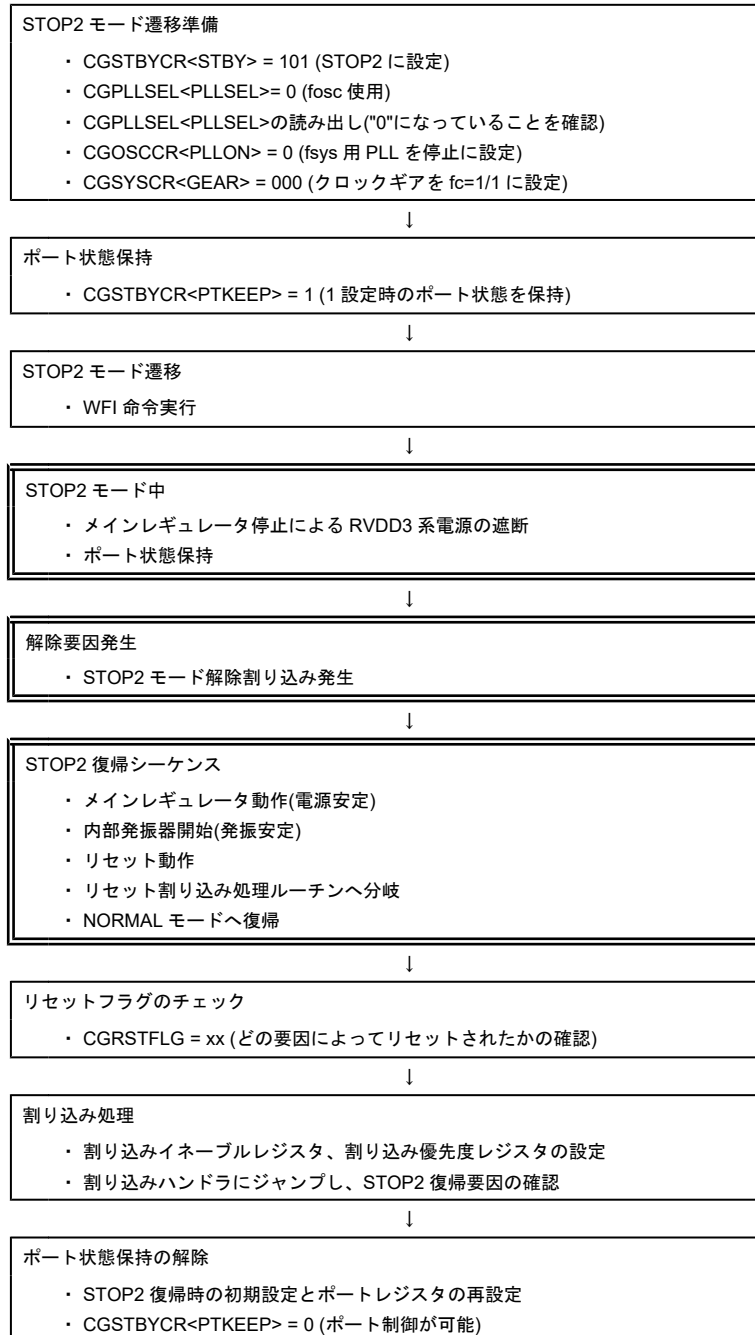 STOP2 モード遷移準備
・ CGSTBYCR<STBY> = 101 (STOP2 に設定)
・ CGPLLSEL<PLLSEL>= 0 (fosc 使用)
・ CGPLLSEL<PLLSEL>の読み出し("0"になっていることを確認)
・ CGOSCCR<PLLON> = 0 (fsys 用 PLL を停止に設定)
・ CGSYSCR<GEAR> = 000 (クロックギアを fc=1/1 に設定)
↓
ポート状態保持
・ CGSTBYCR<PTKEEP> = 1 (1 設定時のポート状態を保持)
↓
STOP2 モード遷移
・ WFI 命令実行
↓
STOP2 モード中
・ メインレギュレータ停止による RVDD3 系電源の遮断
・ ポート状態保持
↓
解除要因発生
・ STOP2 モード解除割り込み発生
↓
STOP2 復帰シーケンス
・ メインレギュレータ動作(電源安定)
・ 内部発振器開始(発振安定)
・ リセット動作
・ リセット割り込み処理ルーチンへ分岐
・ NORMAL モードへ復帰
↓
リセットフラグのチェック
・ CGRSTFLG = xx (どの要因によってリセットされたかの確認)
↓
割り込み処理
・ 割り込みイネーブルレジスタ、割り込み優先度レジスタの設定
・ 割り込みハンドラにジャンプし、STOP2 復帰要因の確認
↓
ポート状態保持の解除
・ STOP2 復帰時の初期設定とポートレジスタの再設定
・ CGSTBYCR<PTKEEP> = 0 (ポート制御が可能)